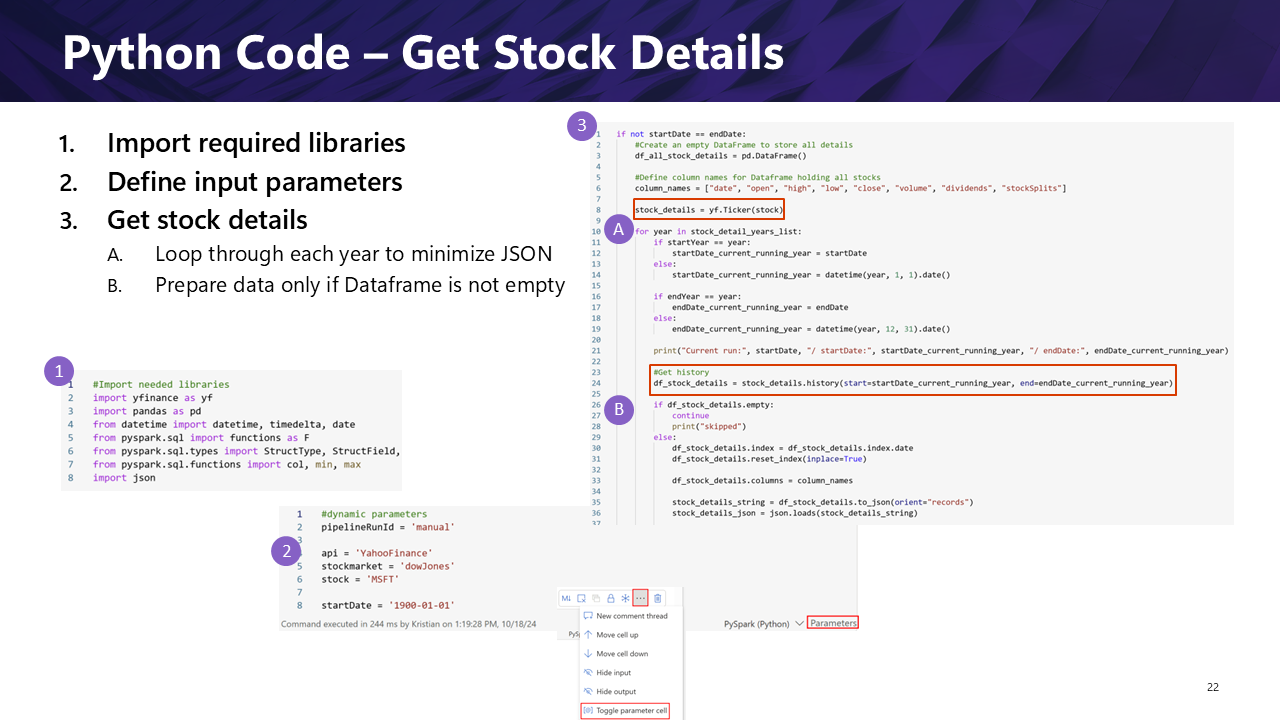 Python Code – Get Stock Details
1. Import required libraries
2. Define input parameters
3. Get stock details
A. Loop through each year to minimize JSON
B. Prepare data only if Dataframe is not empty
1
1 #Import needed libraries
2 import yfinance as yf
3 import pandas as pd
4 from datetime import datetime, timedelta, date
5 from pyspark.sql import functions as F
6 from pyspark.sql.types import StructType, StructField,
7 from pyspark.sql.functions import col, min, max
8 import json
2
1 #dynamic parameters
2 pipelineRunId = 'manual'
3
api = 'YahooFinance'
5 stockmarket = 'dowJones'
6 stock = 'MSFT'
7
8 startDate = '1900-01-01'
Command executed in 244 ms by Kristian on 1:19:28 PM, 10/18/24
PySpark (Python) Parameters
M↓
New comment thread
Move cell up
Move cell down
Hide input
Hide output
Toggle parameter cell
3
1 if not startDate == endDate:
2 #Create an empty DataFrame to store all details
3 df_all_stock_details = pd.DataFrame()
4
5 #Define column names for Dataframe holding all stocks
6 column_names = ["date", "open", "high", "low", "close", "volume", "dividends", "stockSplits"]
7
8 stock_details = yf.Ticker(stock)
9
A
10 for year in stock_detail_years_list:
11 if startYear == year:
12 startDate_current_running_year = startDate
13 else:
14 startDate_current_running_year = datetime(year, 1, 1).date()
15
16 if endYear == year:
17 endDate_current_running_year = endDate
18 else:
19 endDate_current_running_year = datetime(year, 12, 31).date()
20
21 print("Current run:", startDate, "/ startDate:", startDate_current_running_year, "/ endDate:", endDate_current_running_year)
22
23 #Get history
24 df_stock_details = stock_details.history(start=startDate_current_running_year, end=endDate_current_running_year)
25
B
26 if df_stock_details.empty:
27 continue
28 print("skipped")
29 else:
30 df_stock_details.index = df_stock_details.index.date
31 df_stock_details.reset_index(inplace=True)
32
33 df_stock_details.columns = column_names
34
35 stock_details_string = df_stock_details.to_json(orient="records")
36 stock_details_json = json.loads(stock_details_string)
37
22